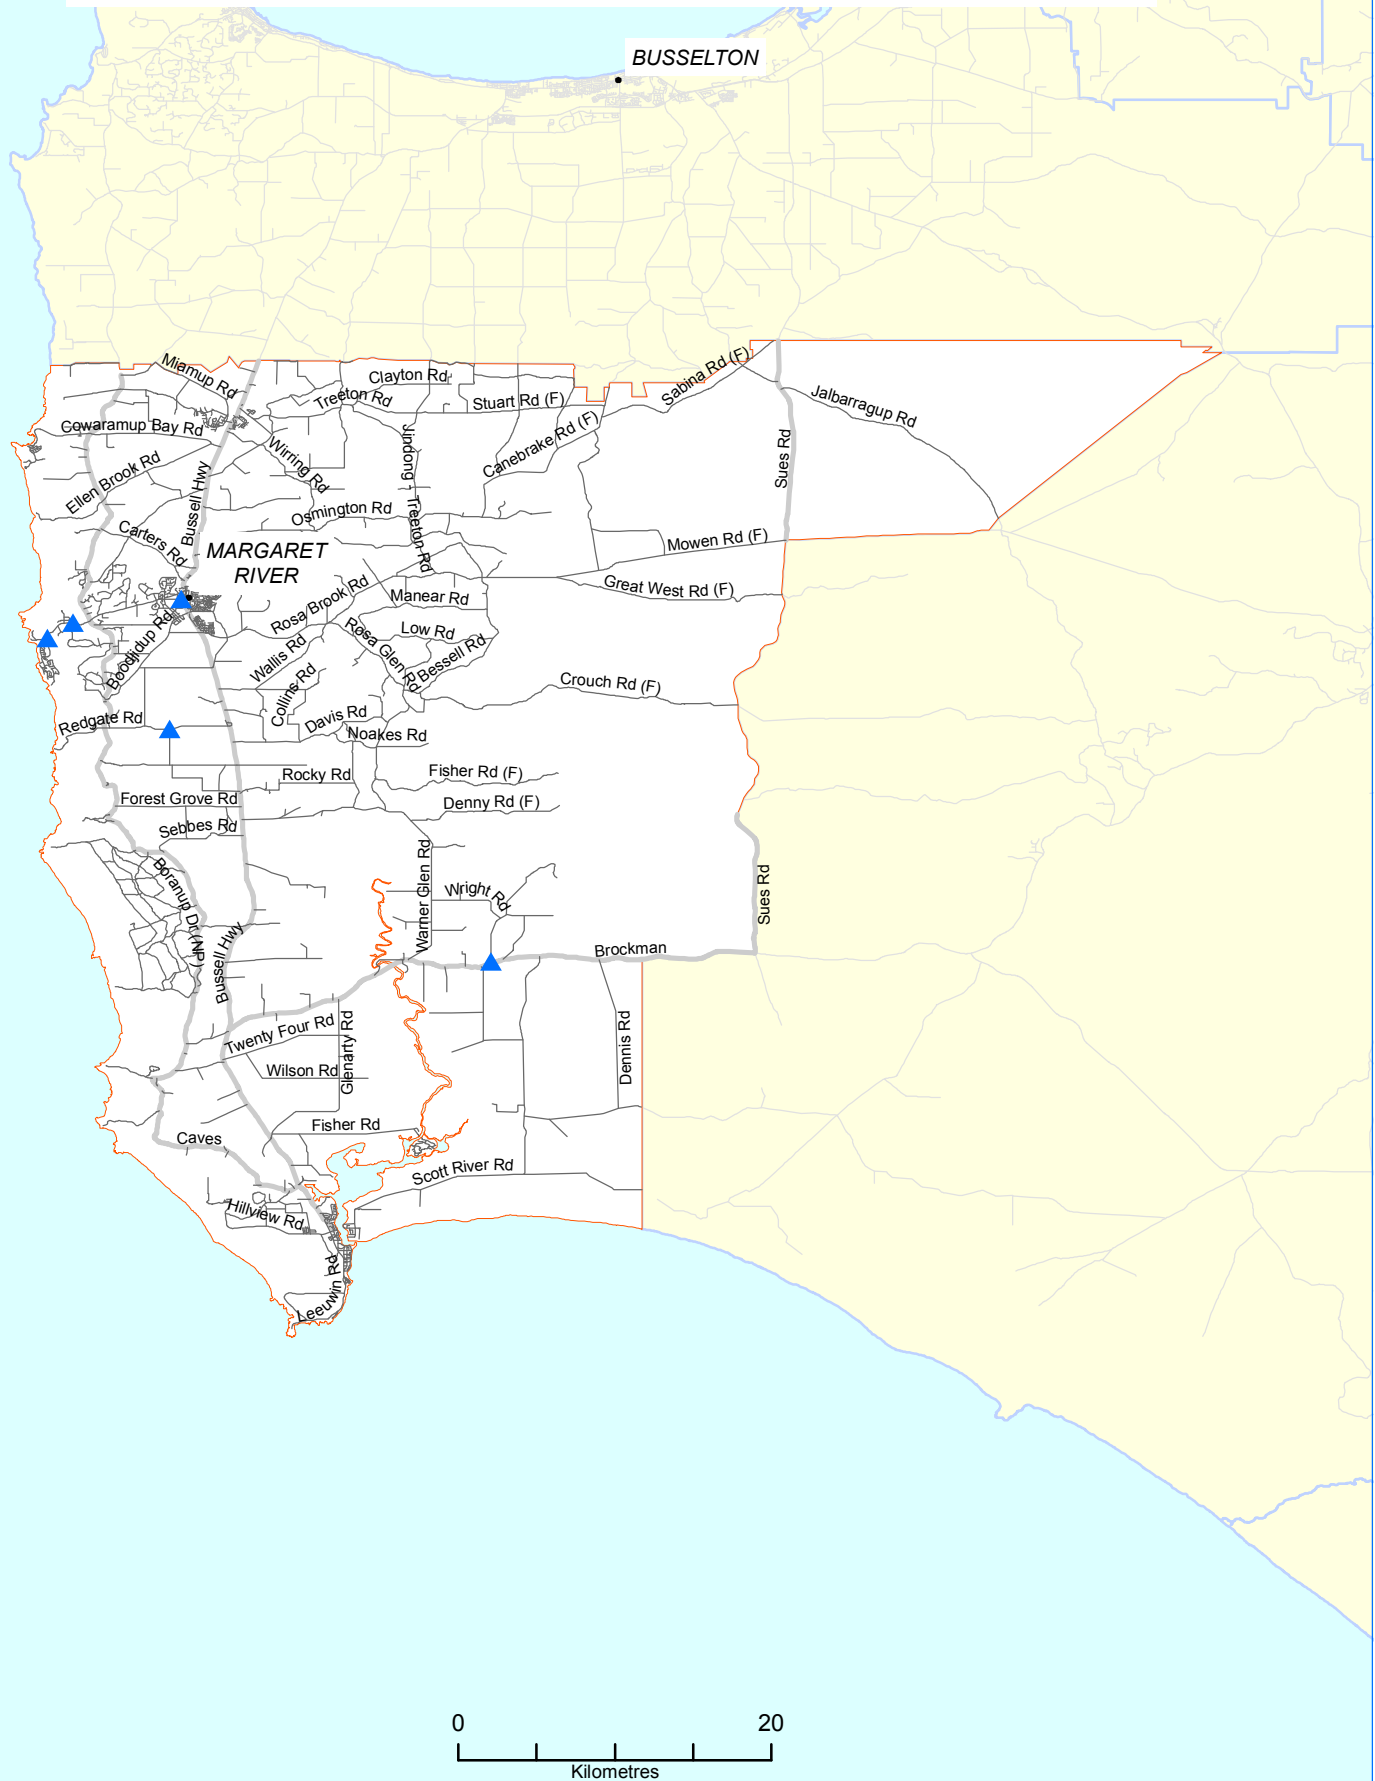 BUSSELTON
Miamup Rd
Clayton Rd
Treeton Rd
Stuart Rd (F)
Sabina Rd (F)
Jalbarragup Rd
Cowaramup Bay Rd
Canebrake Rd (F)
Jindong - Treeton Rd
Wirring Rd
Sues Rd
Ellen Brook Rd
Bussell Hwy
Osmington Rd
Carters Rd
Mowen Rd (F)
MARGARET
RIVER
Great West Rd (F)
Rosa Brook Rd
Manear Rd
Low Rd
Boodjidup Rd
Wallis Rd
Rosa Glen Rd
Bessell Rd
Collins Rd
Crouch Rd (F)
Redgate Rd
Davis Rd
Noakes Rd
Rocky Rd
Fisher Rd (F)
Forest Grove Rd
Denny Rd (F)
Sebbes Rd
Boranup Dr (NP)
Warner Glen Rd
Wright Rd
Sues Rd
Bussell Hwy
Brockman
Twenty Four Rd
Glenarty Rd
Dennis Rd
Wilson Rd
Fisher Rd
Caves
Scott River Rd
Hillview Rd
Leeuwin Rd
0 20
Kilometres